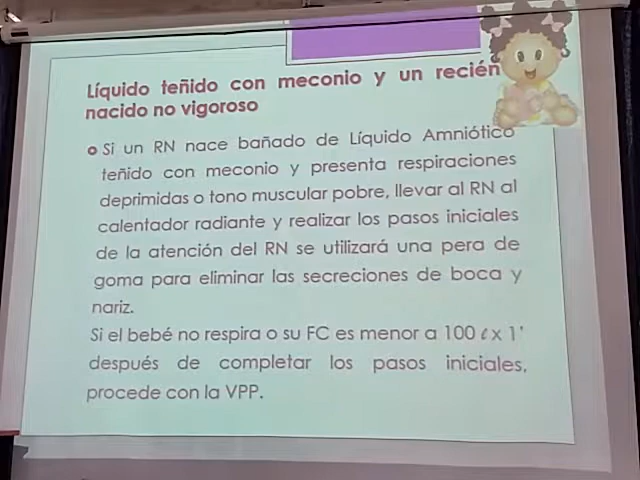 Líquido teñido con meconio y un recién
nacido no vigoroso
Si un RN nace bañado de Líquido Amniótico
teñido con meconio y presenta respiraciones
deprimidas o tono muscular pobre, llevar al RN al
calentador radiante y realizar los pasos iniciales
de la atención del RN se utilizará una pera de
goma para eliminar las secreciones de boca y
nariz.
Si el bebé no respira o su FC es menor a 100 ℓ x 1'
después de completar los pasos iniciales,
procede con la VPP.